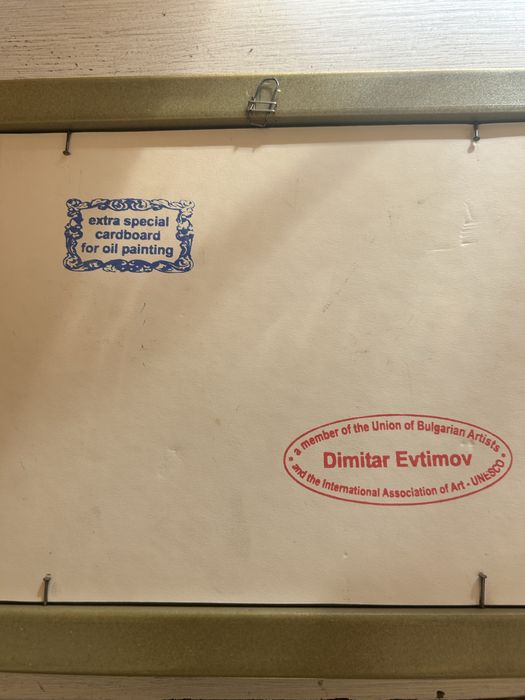 extra special
cardboard
for oil painting
• a member of the Union of Bulgarian Artists •
Dimitar Evtimov
and the International Association of Art - UNESCO